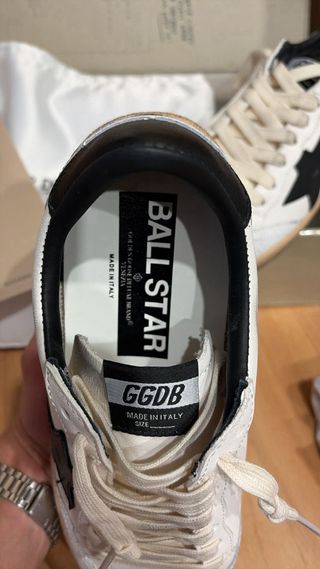 BALL STAR
GOLDEN GOOSE DELUXE BRAND
VENEZIA
MADE IN ITALY
GGDB
MADE IN ITALY
SIZE